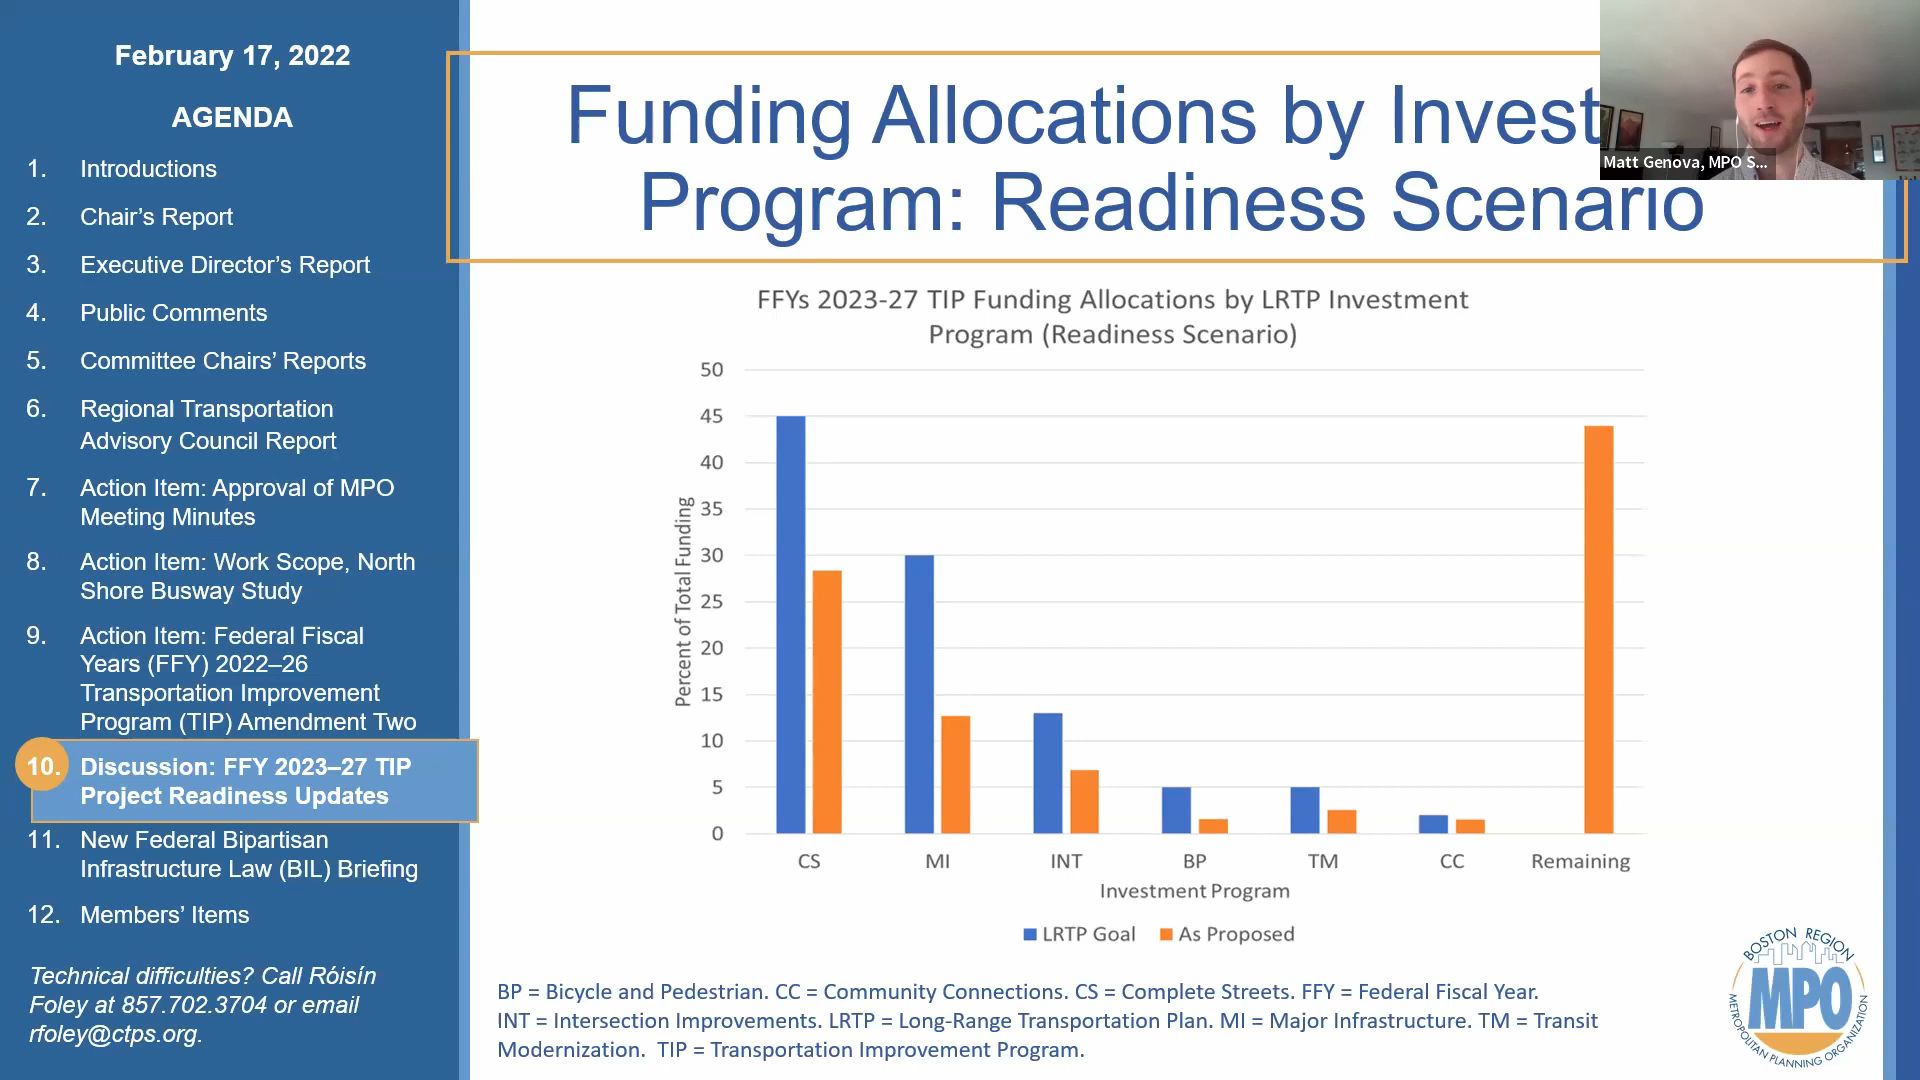 February 17, 2022
AGENDA
1. Introductions
2. Chair’s Report
3. Executive Director’s Report
4. Public Comments
5. Committee Chairs’ Reports
6. Regional Transportation
Advisory Council Report
7. Action Item: Approval of MPO
Meeting Minutes
8. Action Item: Work Scope, North
Shore Busway Study
9. Action Item: Federal Fiscal
Years (FFY) 2022–26
Transportation Improvement
Program (TIP) Amendment Two
10. Discussion: FFY 2023–27 TIP
Project Readiness Updates
11. New Federal Bipartisan
Infrastructure Law (BIL) Briefing
12. Members’ Items
Technical difficulties? Call Róisín
Foley at 857.702.3704 or email
rfoley@ctps.org.
Funding Allocations by Invest
Program: Readiness Scenario
Matt Genova, MPO S...
FFYs 2023-27 TIP Funding Allocations by LRTP Investment
Program (Readiness Scenario)
Percent of Total Funding
50
45
40
35
30
25
20
15
10
5
0
CS MI INT BP TM CC Remaining
Investment Program
LRTP Goal As Proposed
BP = Bicycle and Pedestrian. CC = Community Connections. CS = Complete Streets. FFY = Federal Fiscal Year.
INT = Intersection Improvements. LRTP = Long-Range Transportation Plan. MI = Major Infrastructure. TM = Transit
Modernization. TIP = Transportation Improvement Program.
BOSTON REGION
MPO
METROPOLITAN PLANNING ORGANIZATION